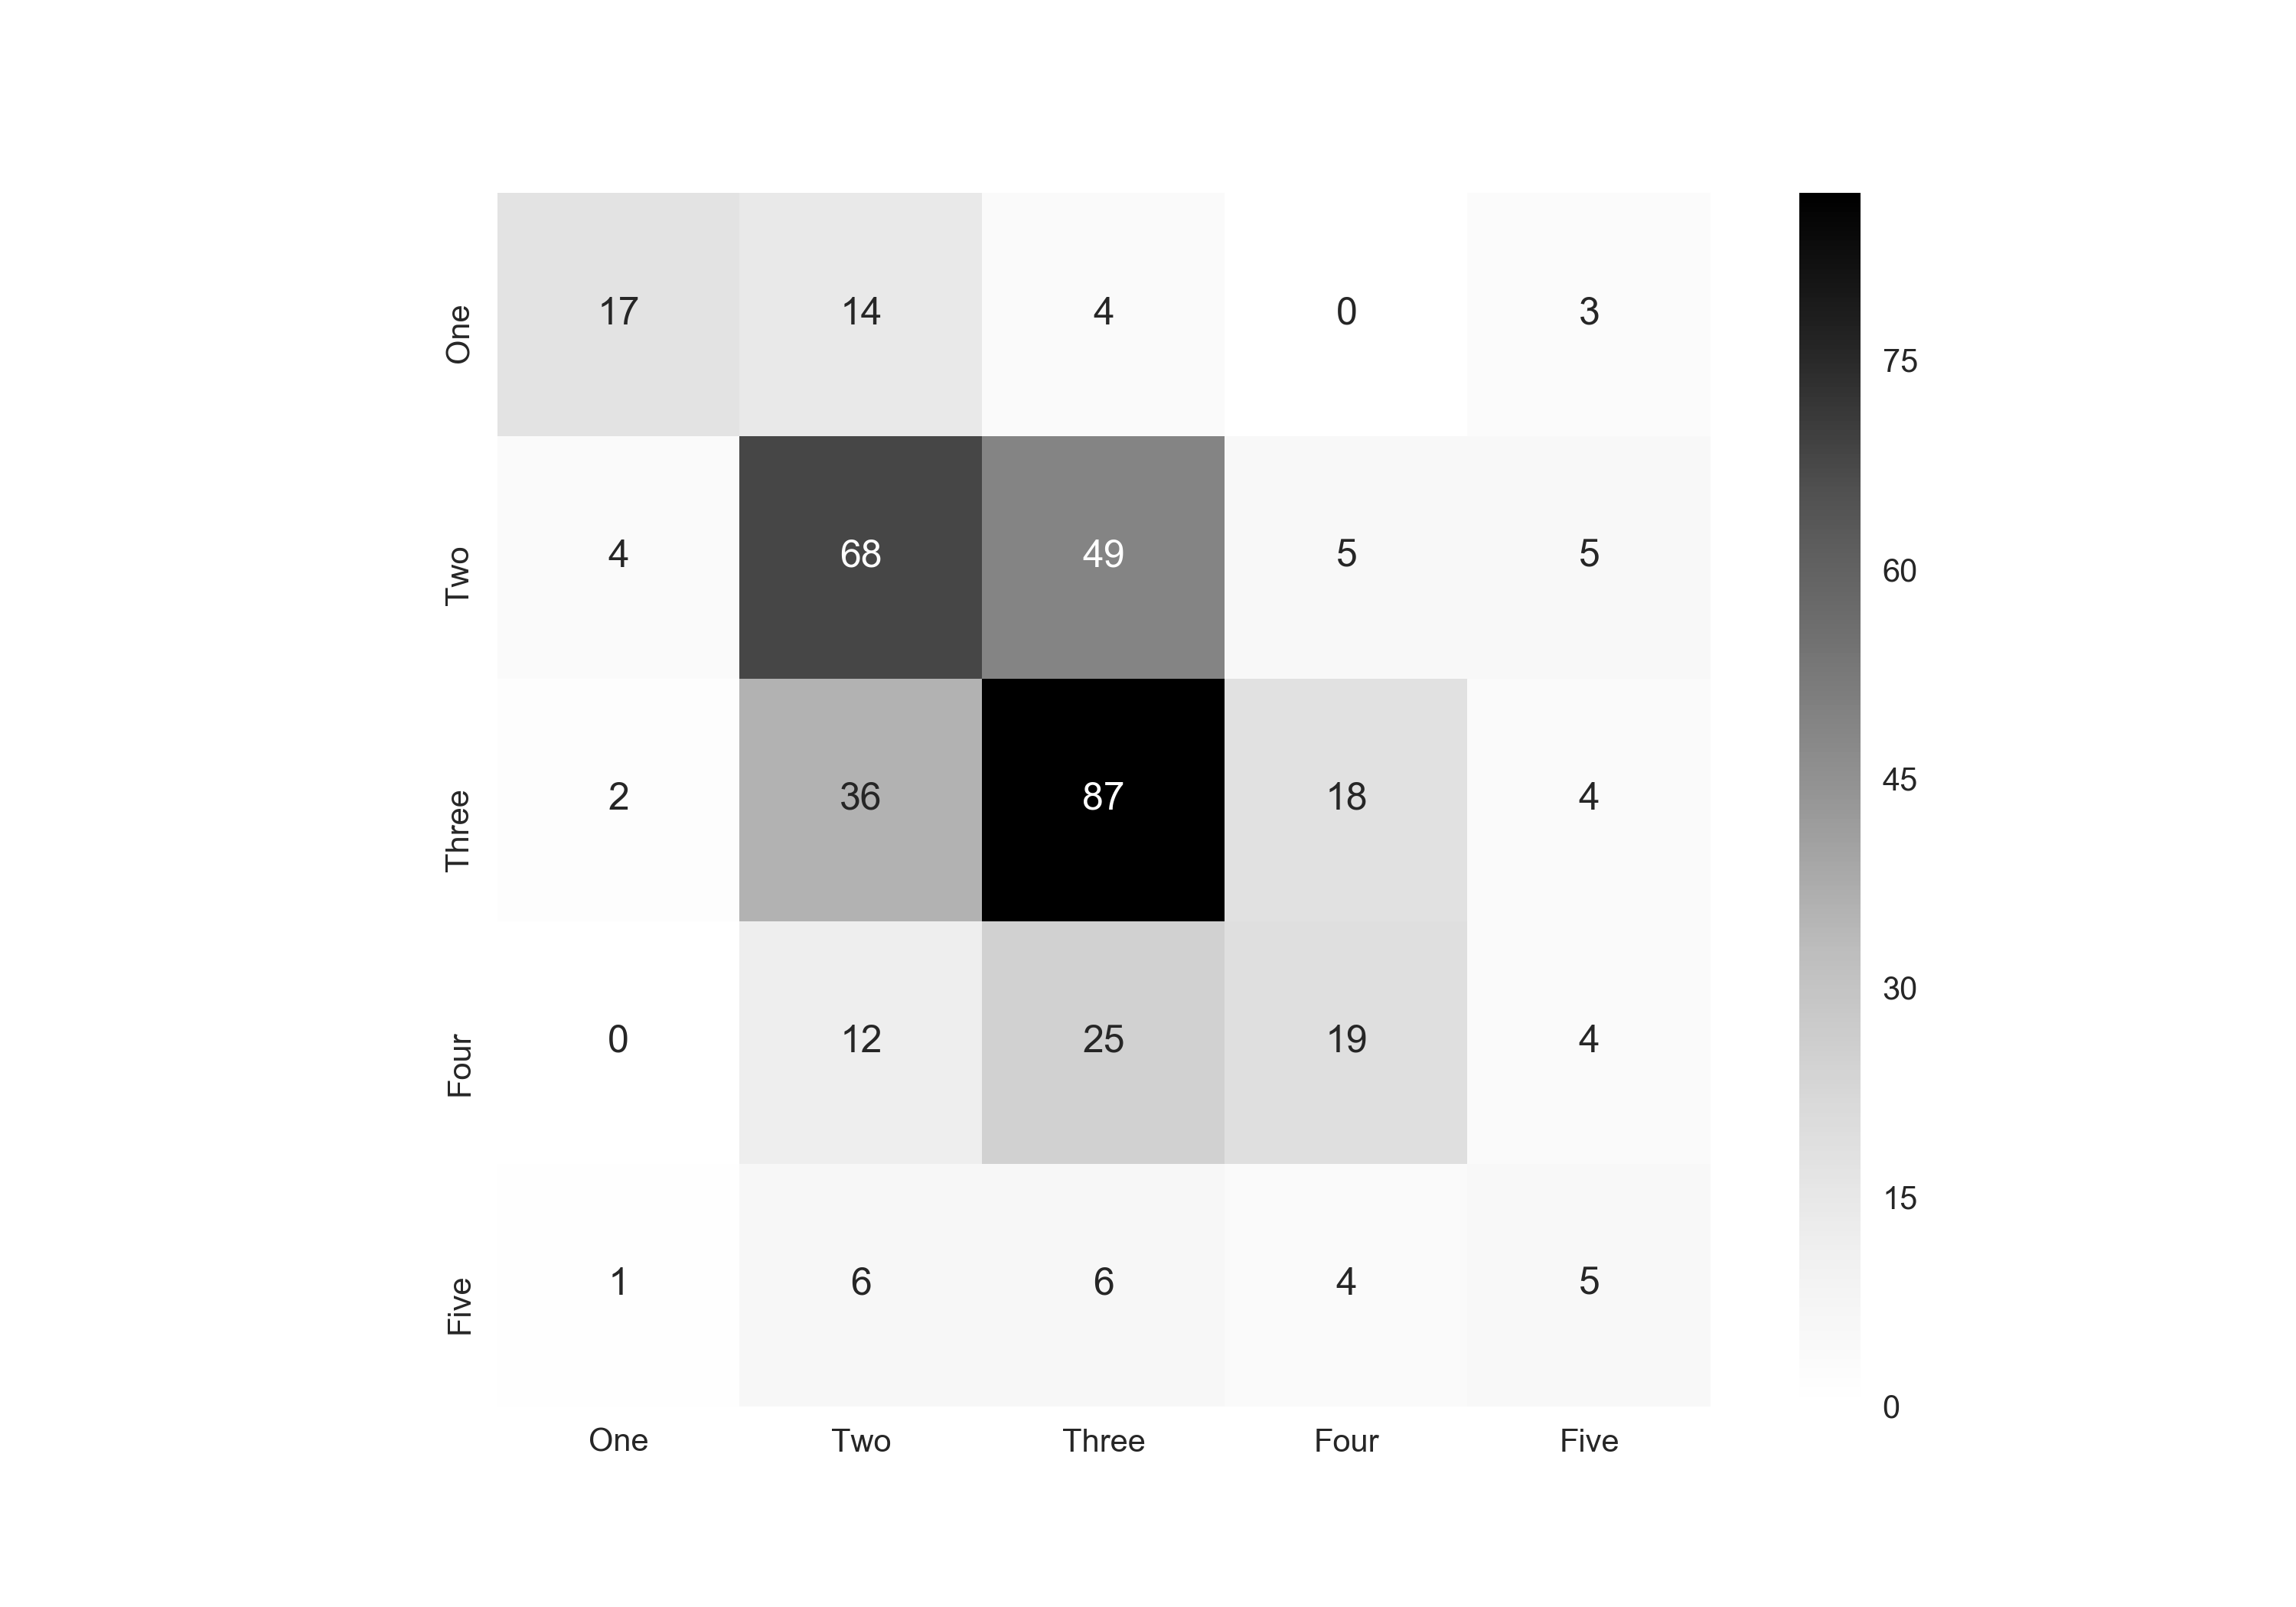 One 17 14 4 0 3
75
Two 4 68 49 5 5
60
Three 2 36 87 18 4
45
Four 0 12 25 19 4
30
15
Five 1 6 6 4 5
0
One Two Three Four Five